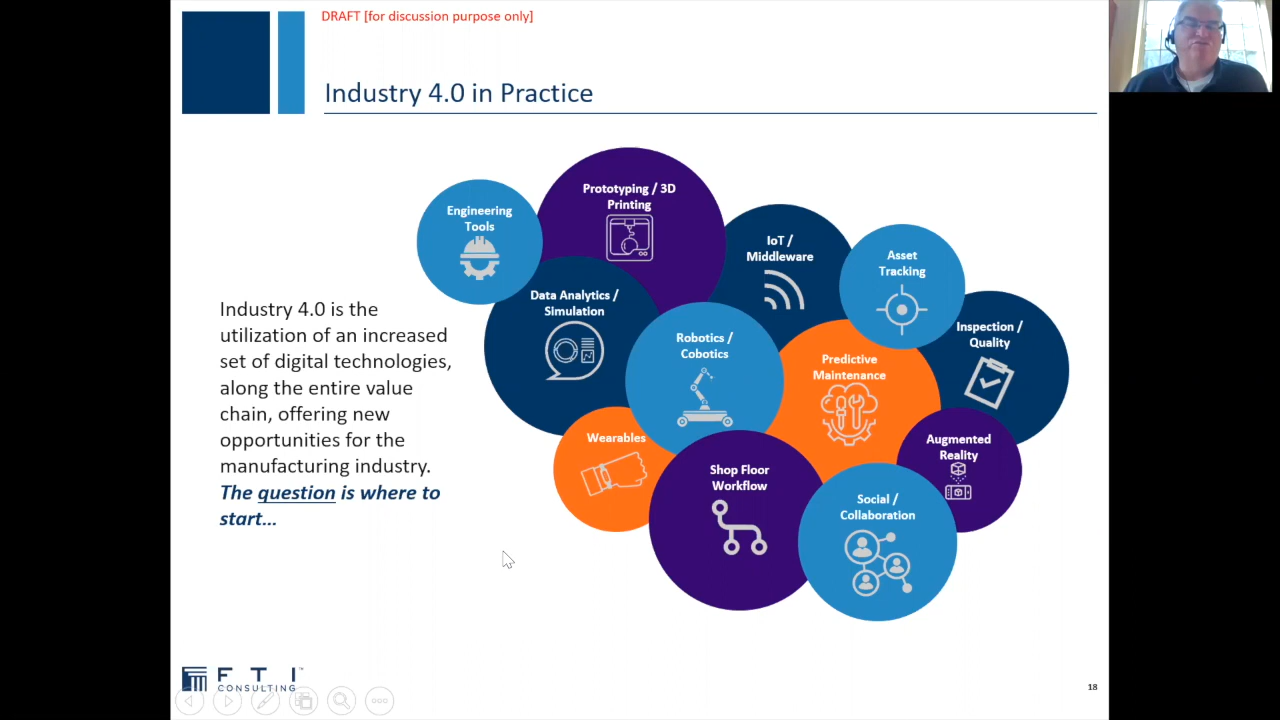 DRAFT [for discussion purpose only]
Industry 4.0 in Practice
Prototyping / 3D
Printing
Engineering
Tools
IoT /
Middleware
Asset
Tracking
Data Analytics /
Simulation
Inspection /
Quality
Robotics /
Cobotics
Predictive
Maintenance
Wearables
Augmented
Reality
Shop Floor
Workflow
Social /
Collaboration
Industry 4.0 is the
utilization of an increased
set of digital technologies,
along the entire value
chain, offering new
opportunities for the
manufacturing industry.
The question is where to
start...
F T I ™
CONSULTING
18